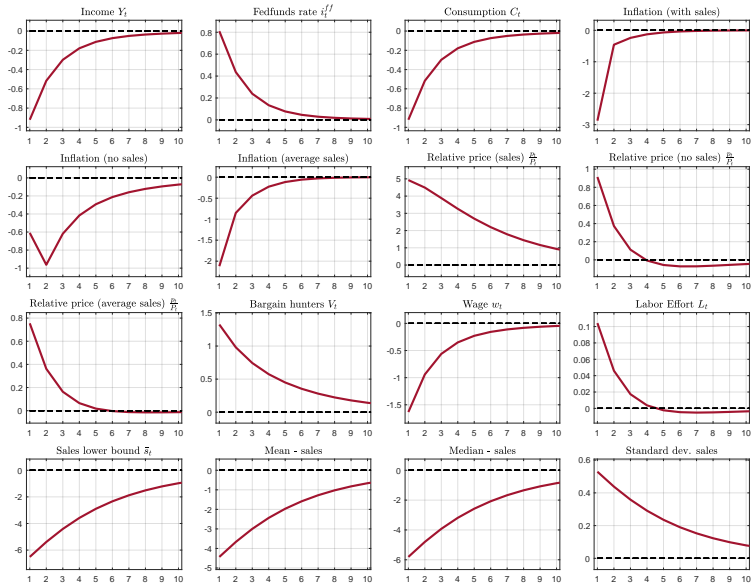 Income Y_t
0
-0.2
-0.4
-0.6
-0.8
-1
1 2 3 4 5 6 7 8 9 10
Fedfunds rate i_t^{ff}
0.8
0.6
0.4
0.2
0
1 2 3 4 5 6 7 8 9 10
Consumption C_t
0
-0.2
-0.4
-0.6
-0.8
-1
1 2 3 4 5 6 7 8 9 10
Inflation (with sales)
0
-1
-2
-3
1 2 3 4 5 6 7 8 9 10
Inflation (no sales)
0
-0.2
-0.4
-0.6
-0.8
-1
1 2 3 4 5 6 7 8 9 10
Inflation (average sales)
0
-0.5
-1
-1.5
-2
1 2 3 4 5 6 7 8 9 10
Relative price (sales)
5
4
3
2
1
0
1 2 3 4 5 6 7 8 9 10
Relative price (no sales)
1
0.5
0
1 2 3 4 5 6 7 8 9 10
Relative price (average sales)
0.8
0.6
0.4
0.2
0
1 2 3 4 5 6 7 8 9 10
Bargain hunters V_t
1.5
1
0.5
0
1 2 3 4 5 6 7 8 9 10
Wage w_t
0
-0.5
-1
-1.5
1 2 3 4 5 6 7 8 9 10
Labor Effort L_t
0.1
0.08
0.06
0.04
0.02
0
1 2 3 4 5 6 7 8 9 10
Sales lower bound s̄_t
0
-2
-4
-6
1 2 3 4 5 6 7 8 9 10
Mean - sales
0
-1
-2
-3
-4
-5
1 2 3 4 5 6 7 8 9 10
Median - sales
0
-2
-4
-6
1 2 3 4 5 6 7 8 9 10
Standard dev. sales
0.6
0.4
0.2
0
1 2 3 4 5 6 7 8 9 10